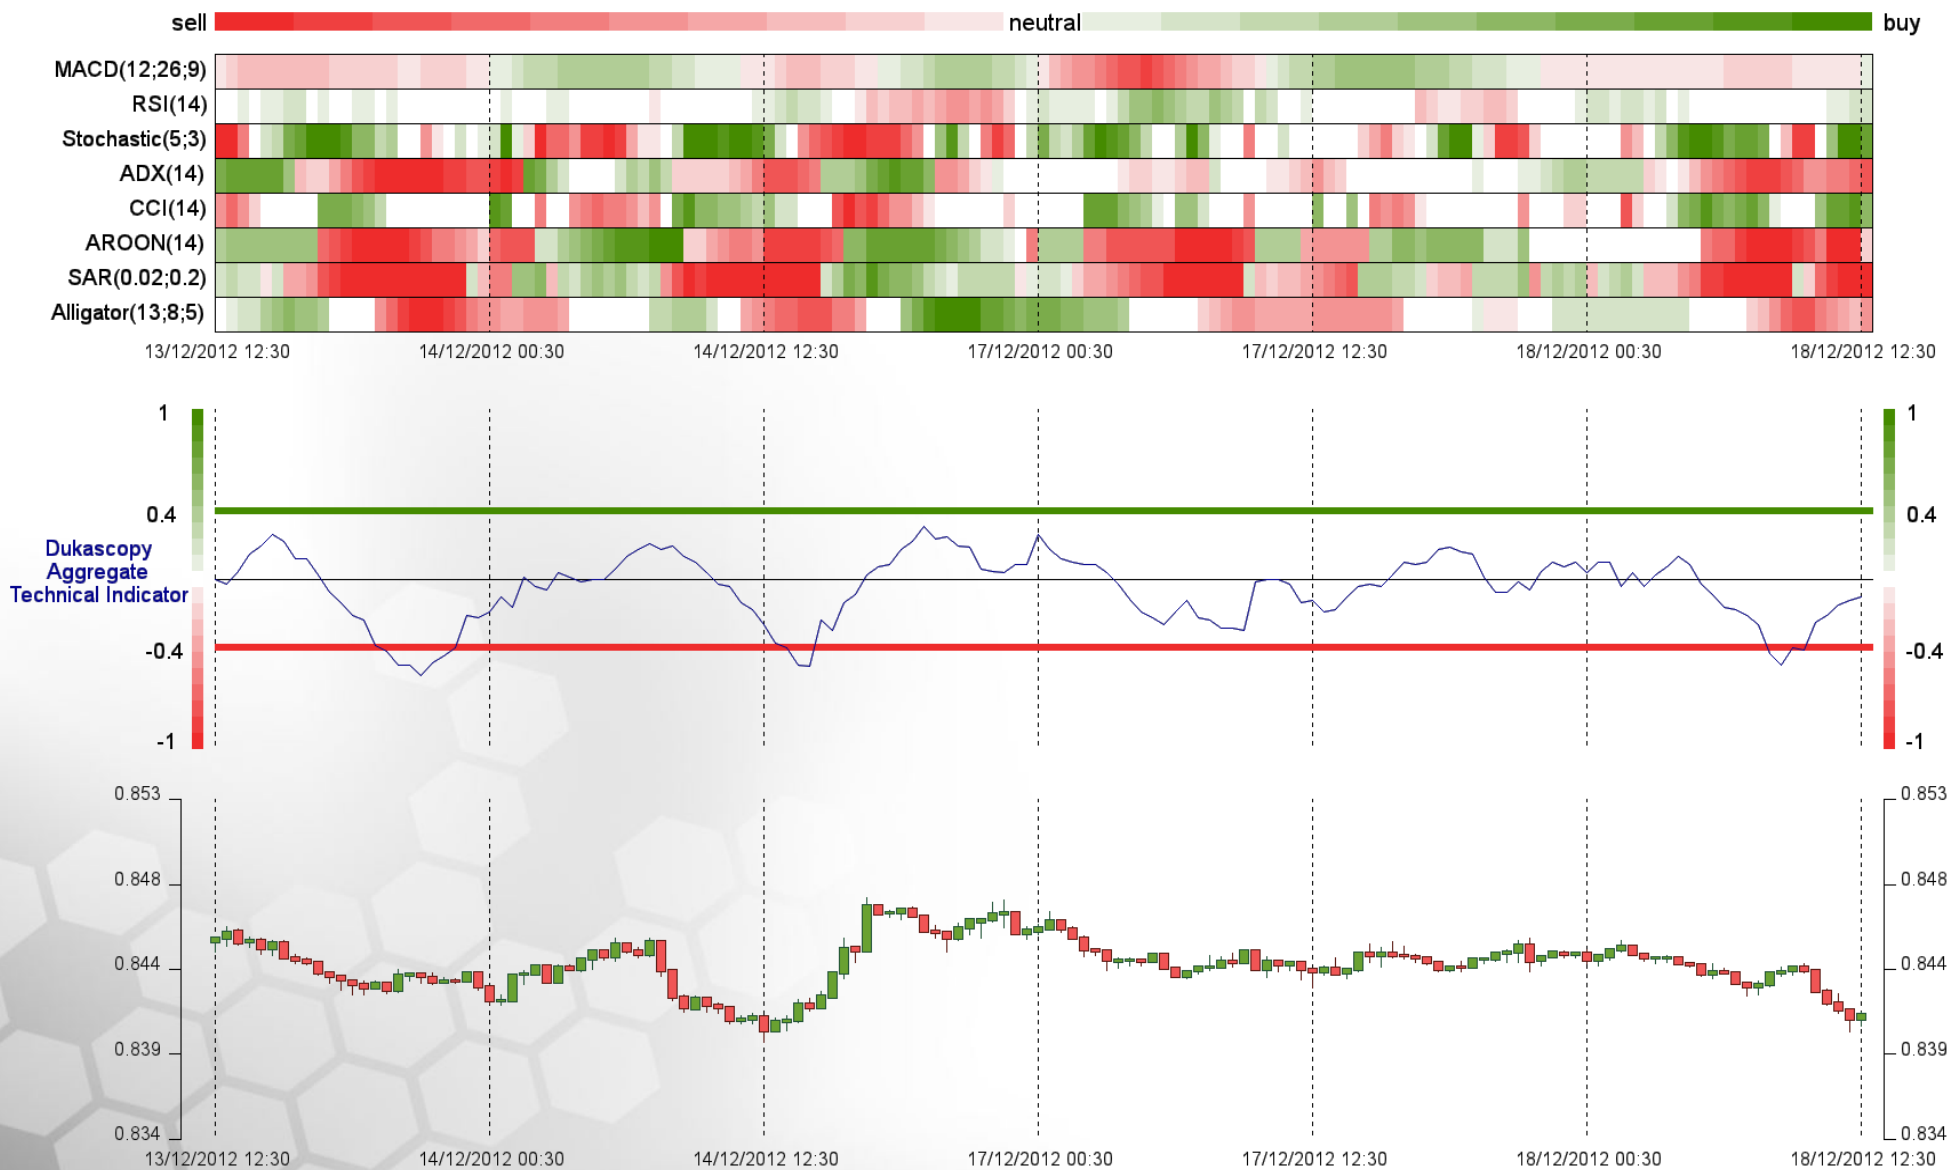 sell neutral buy
MACD(12;26;9)
RSI(14)
Stochastic(5;3)
ADX(14)
CCI(14)
AROON(14)
SAR(0.02;0.2)
Alligator(13;8;5)
13/12/2012 12:30 14/12/2012 00:30 14/12/2012 12:30 17/12/2012 00:30 17/12/2012 12:30 18/12/2012 00:30 18/12/2012 12:30
1 1
0.4 0.4
Dukascopy
Aggregate
Technical Indicator
-0.4 -0.4
-1 -1
0.853 0.853
0.848 0.848
0.844 0.844
0.839 0.839
0.834 0.834
13/12/2012 12:30 14/12/2012 00:30 14/12/2012 12:30 17/12/2012 00:30 17/12/2012 12:30 18/12/2012 00:30 18/12/2012 12:30